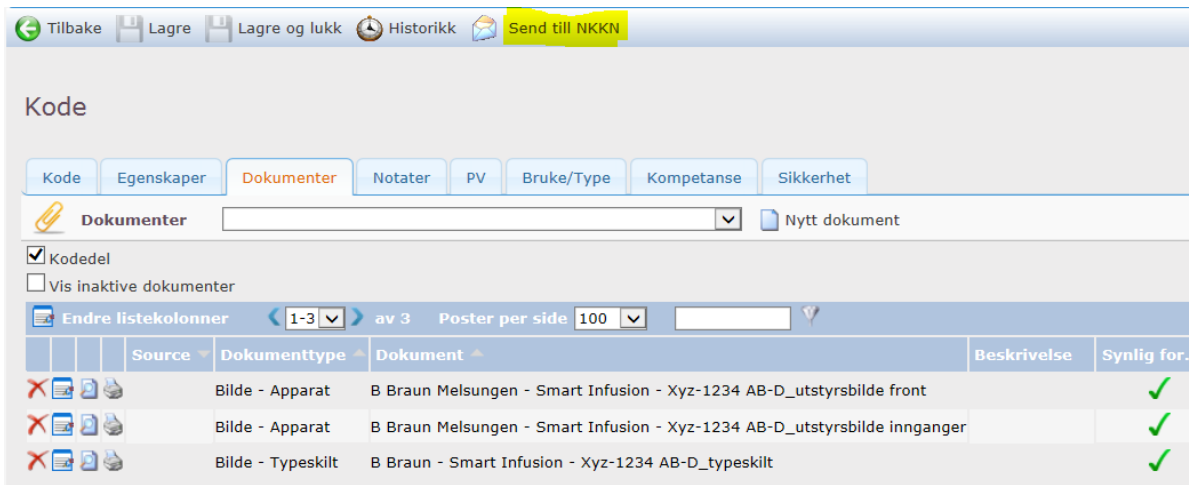 Tilbake Lagre Lagre og lukk Historikk Send till NKKN
Kode
Kode Egenskaper Dokumenter Notater PV Bruke/Type Kompetanse Sikkerhet
Dokumenter Nytt dokument
Kodedel
Vis inaktive dokumenter
Endre listekolonner 1-3 av 3 Poster per side 100
Source Dokumenttype Dokument Beskrivelse Synlig for.
Bilde - Apparat B Braun Melsungen - Smart Infusion - Xyz-1234 AB-D_utstyrsbilde front
Bilde - Apparat B Braun Melsungen - Smart Infusion - Xyz-1234 AB-D_utstyrsbilde innganger
Bilde - Typeskilt B Braun - Smart Infusion - Xyz-1234 AB-D_typeskilt